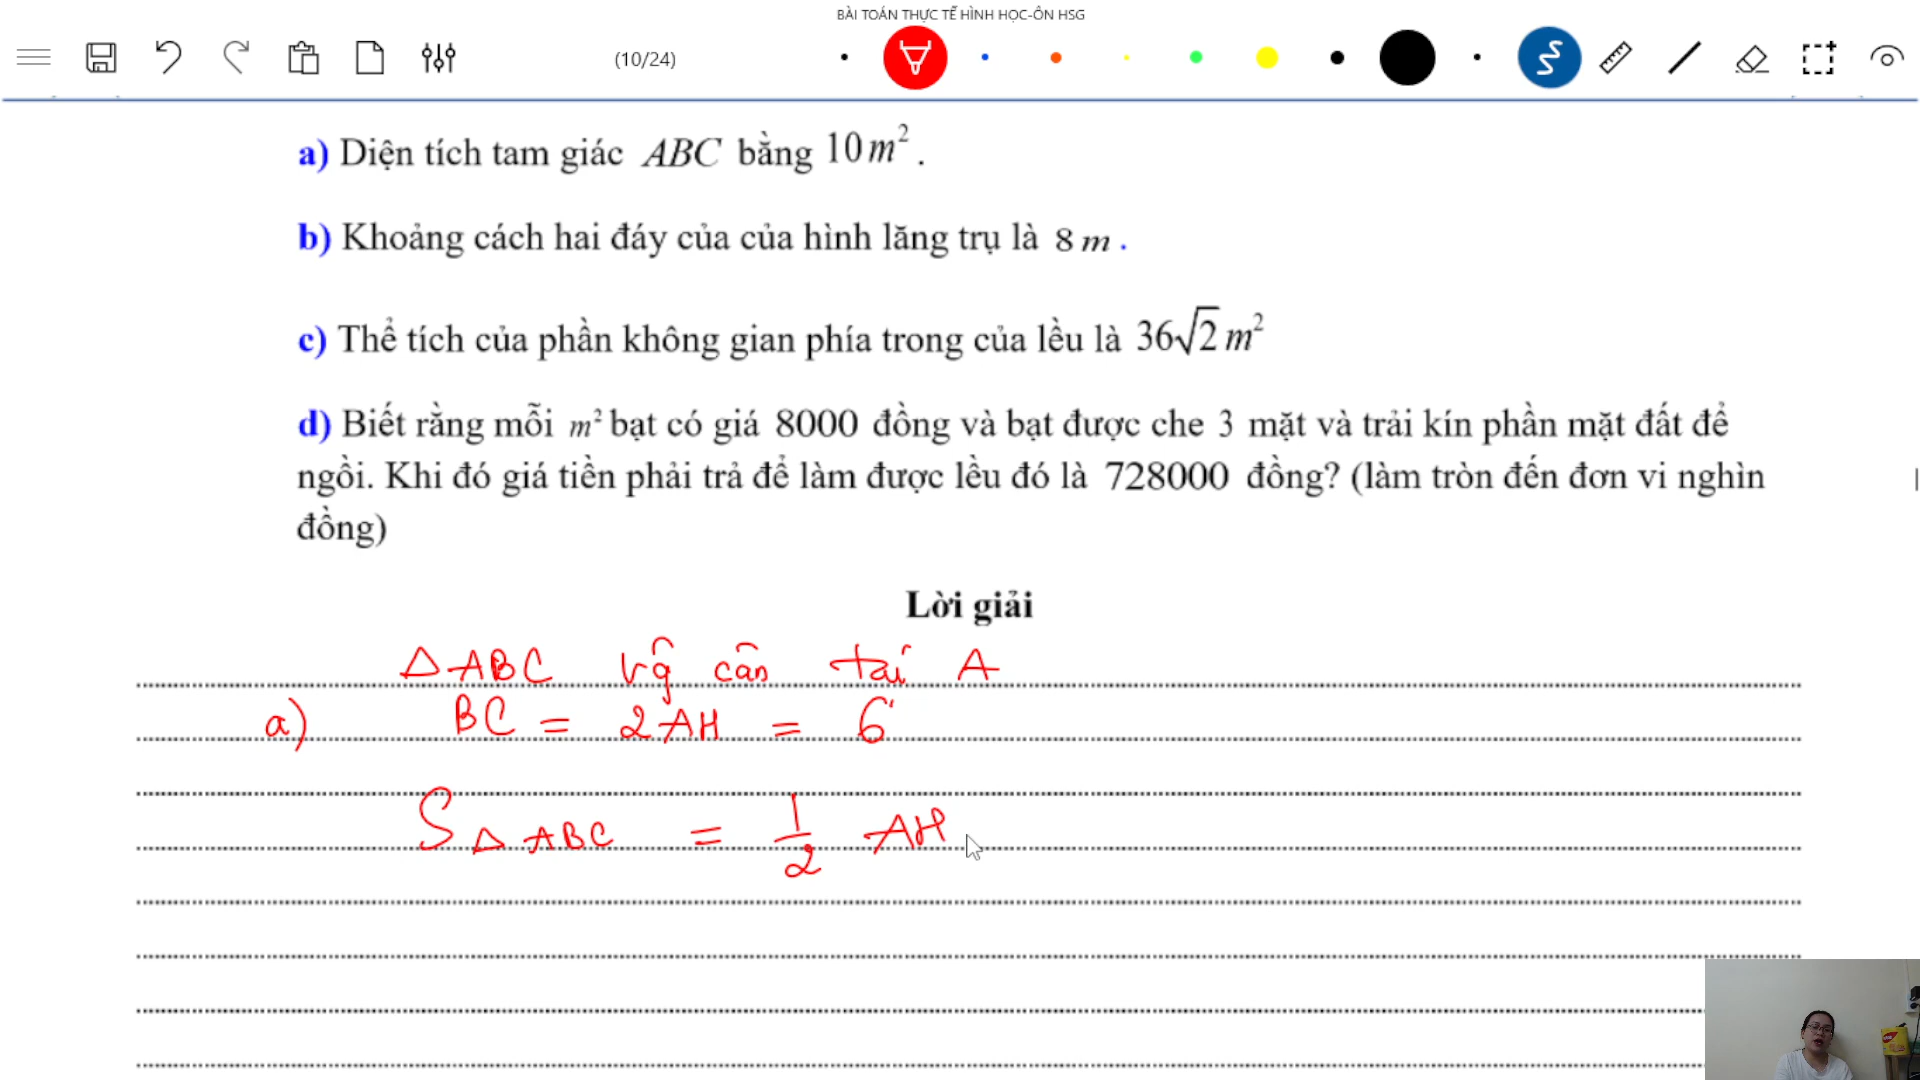 BÀI TOÁN THỰC TẾ HÌNH HỌC-ÔN HSG
(10/24)
a) Diện tích tam giác ABC bằng 10 m².
b) Khoảng cách hai đáy của của hình lăng trụ là 8 m.
c) Thể tích của phần không gian phía trong của lều là 36√2 m²
d) Biết rằng mỗi m² bạt có giá 8000 đồng và bạt được che 3 mặt và trải kín phần mặt đất để
ngồi. Khi đó giá tiền phải trả để làm được lều đó là 728000 đồng? (làm tròn đến đơn vi nghìn
đồng)
Lời giải
Δ ABC vg cân tại A
a) BC = 2AH = 6
S Δ ABC = 1/2 AH